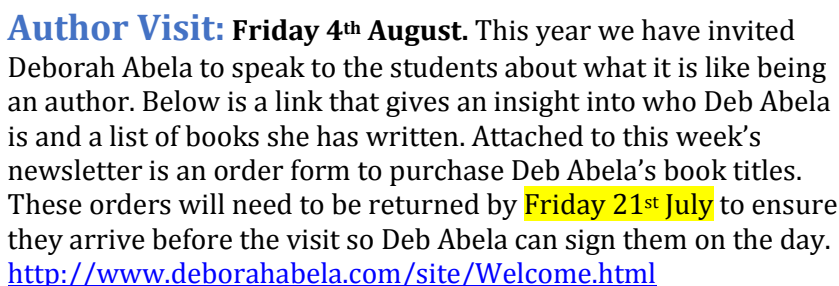 Author Visit: Friday 4th August. This year we have invited
Deborah Abela to speak to the students about what it is like being
an author. Below is a link that gives an insight into who Deb Abela
is and a list of books she has written. Attached to this week’s
newsletter is an order form to purchase Deb Abela’s book titles.
These orders will need to be returned by Friday 21st July to ensure
they arrive before the visit so Deb Abela can sign them on the day.
http://www.deborahabela.com/site/Welcome.html